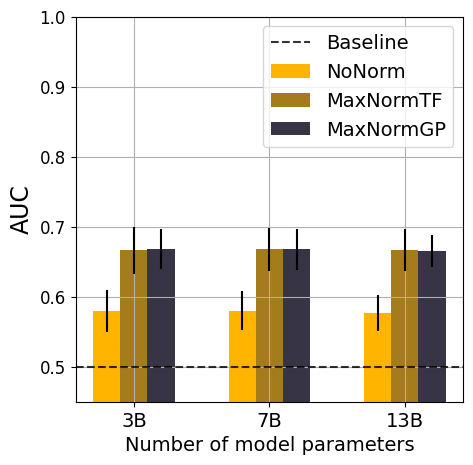 1.0
0.9
0.8
0.7
0.6
0.5
AUC
Baseline
NoNorm
MaxNormTF
MaxNormGP
3B 7B 13B
Number of model parameters